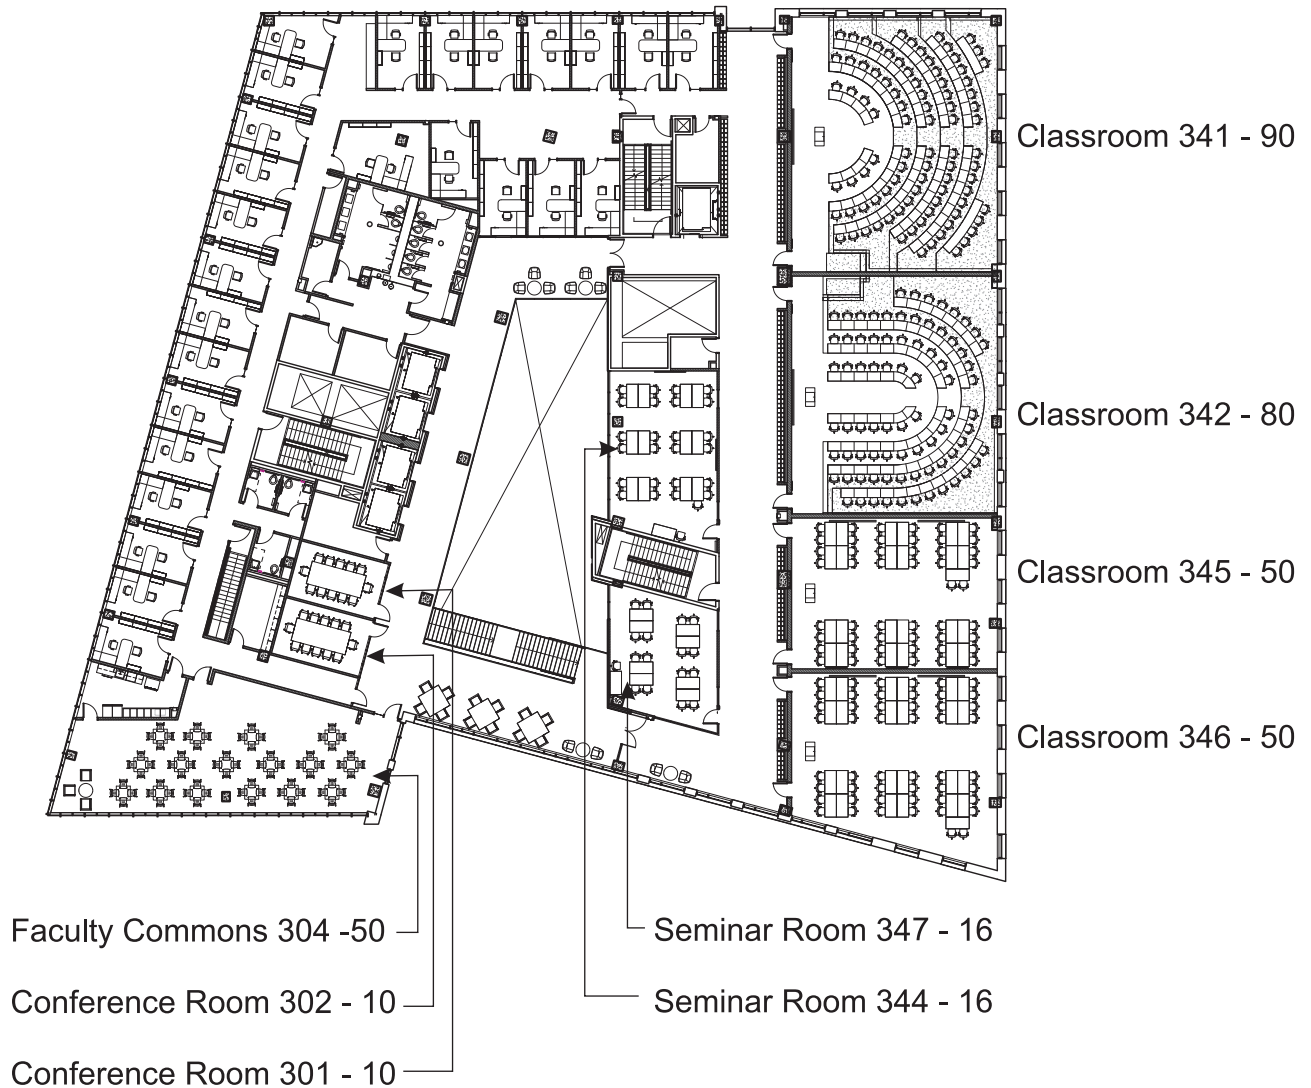 Classroom 341 - 90
Classroom 342 - 80
Classroom 345 - 50
Classroom 346 - 50
Faculty Commons 304 -50
Seminar Room 347 - 16
Conference Room 302 - 10
Seminar Room 344 - 16
Conference Room 301 - 10